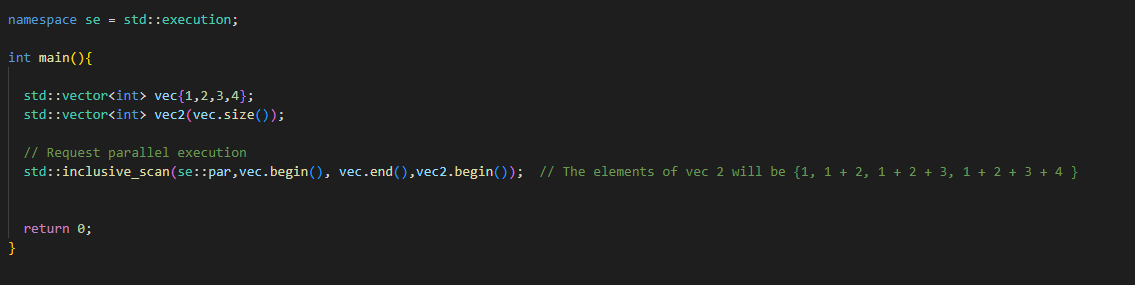 namespace se = std::execution;
int main(){
std::vector<int> vec{1,2,3,4};
std::vector<int> vec2(vec.size());
// Request parallel execution
std::inclusive_scan(se::par,vec.begin(), vec.end(),vec2.begin());  // The elements of vec 2 will be {1, 1 + 2, 1 + 2 + 3, 1 + 2 + 3 + 4 }
return 0;
}